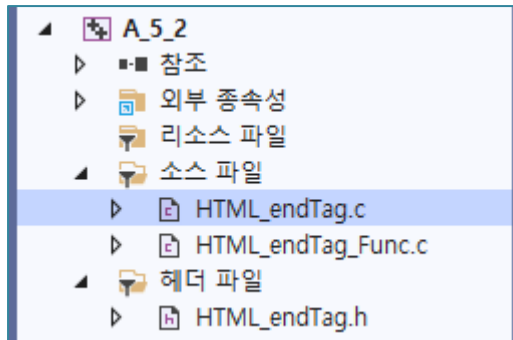 A_5_2
참조
외부 종속성
리소스 파일
소스 파일
HTML_endTag.c
HTML_endTag_Func.c
헤더 파일
HTML_endTag.h